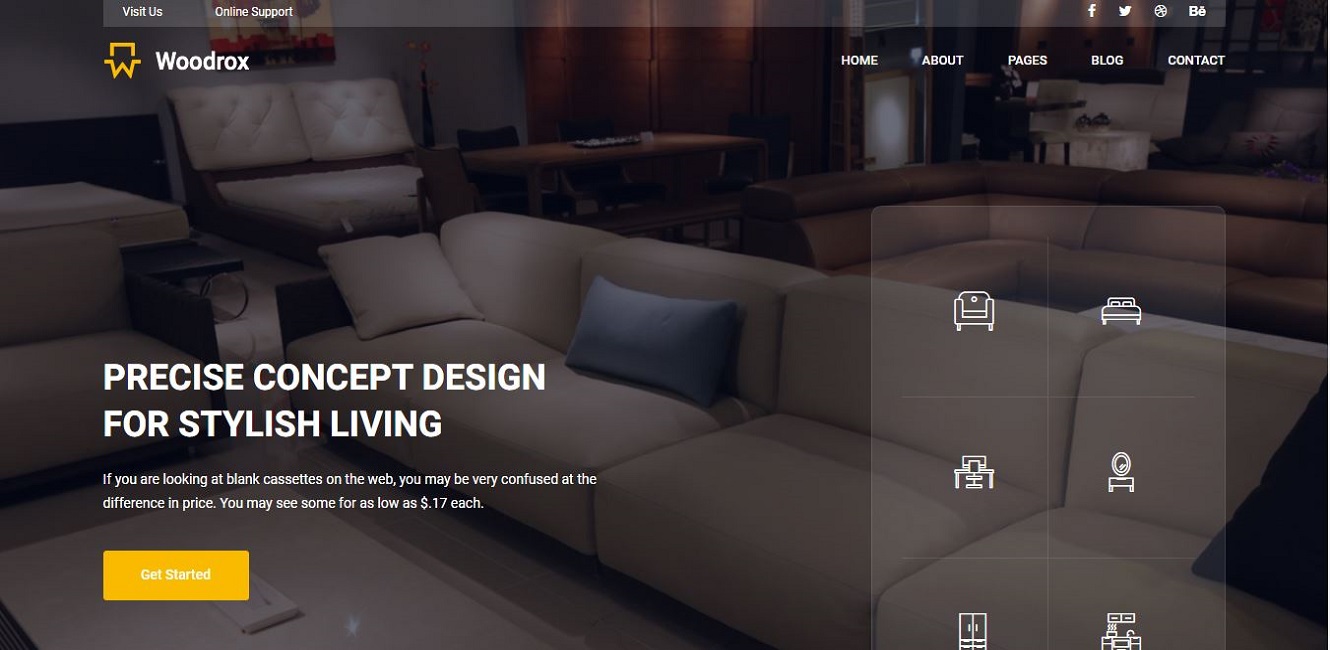 Visit Us
Online Support
Bē
Woodrox
HOME
ABOUT
PAGES
BLOG
CONTACT
PRECISE CONCEPT DESIGN
FOR STYLISH LIVING
If you are looking at blank cassettes on the web, you may be very confused at the
difference in price. You may see some for as low as $.17 each.
Get Started